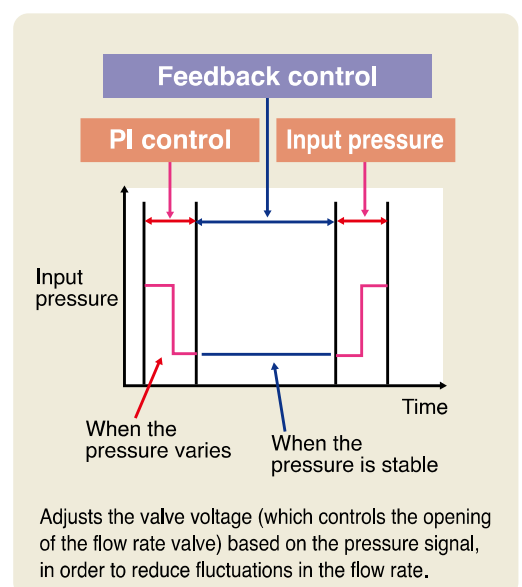 Feedback control
PI control
Input pressure
Input
pressure
Time
When the
pressure varies
When the
pressure is stable
Adjusts the valve voltage (which controls the opening
of the flow rate valve) based on the pressure signal,
in order to reduce fluctuations in the flow rate.